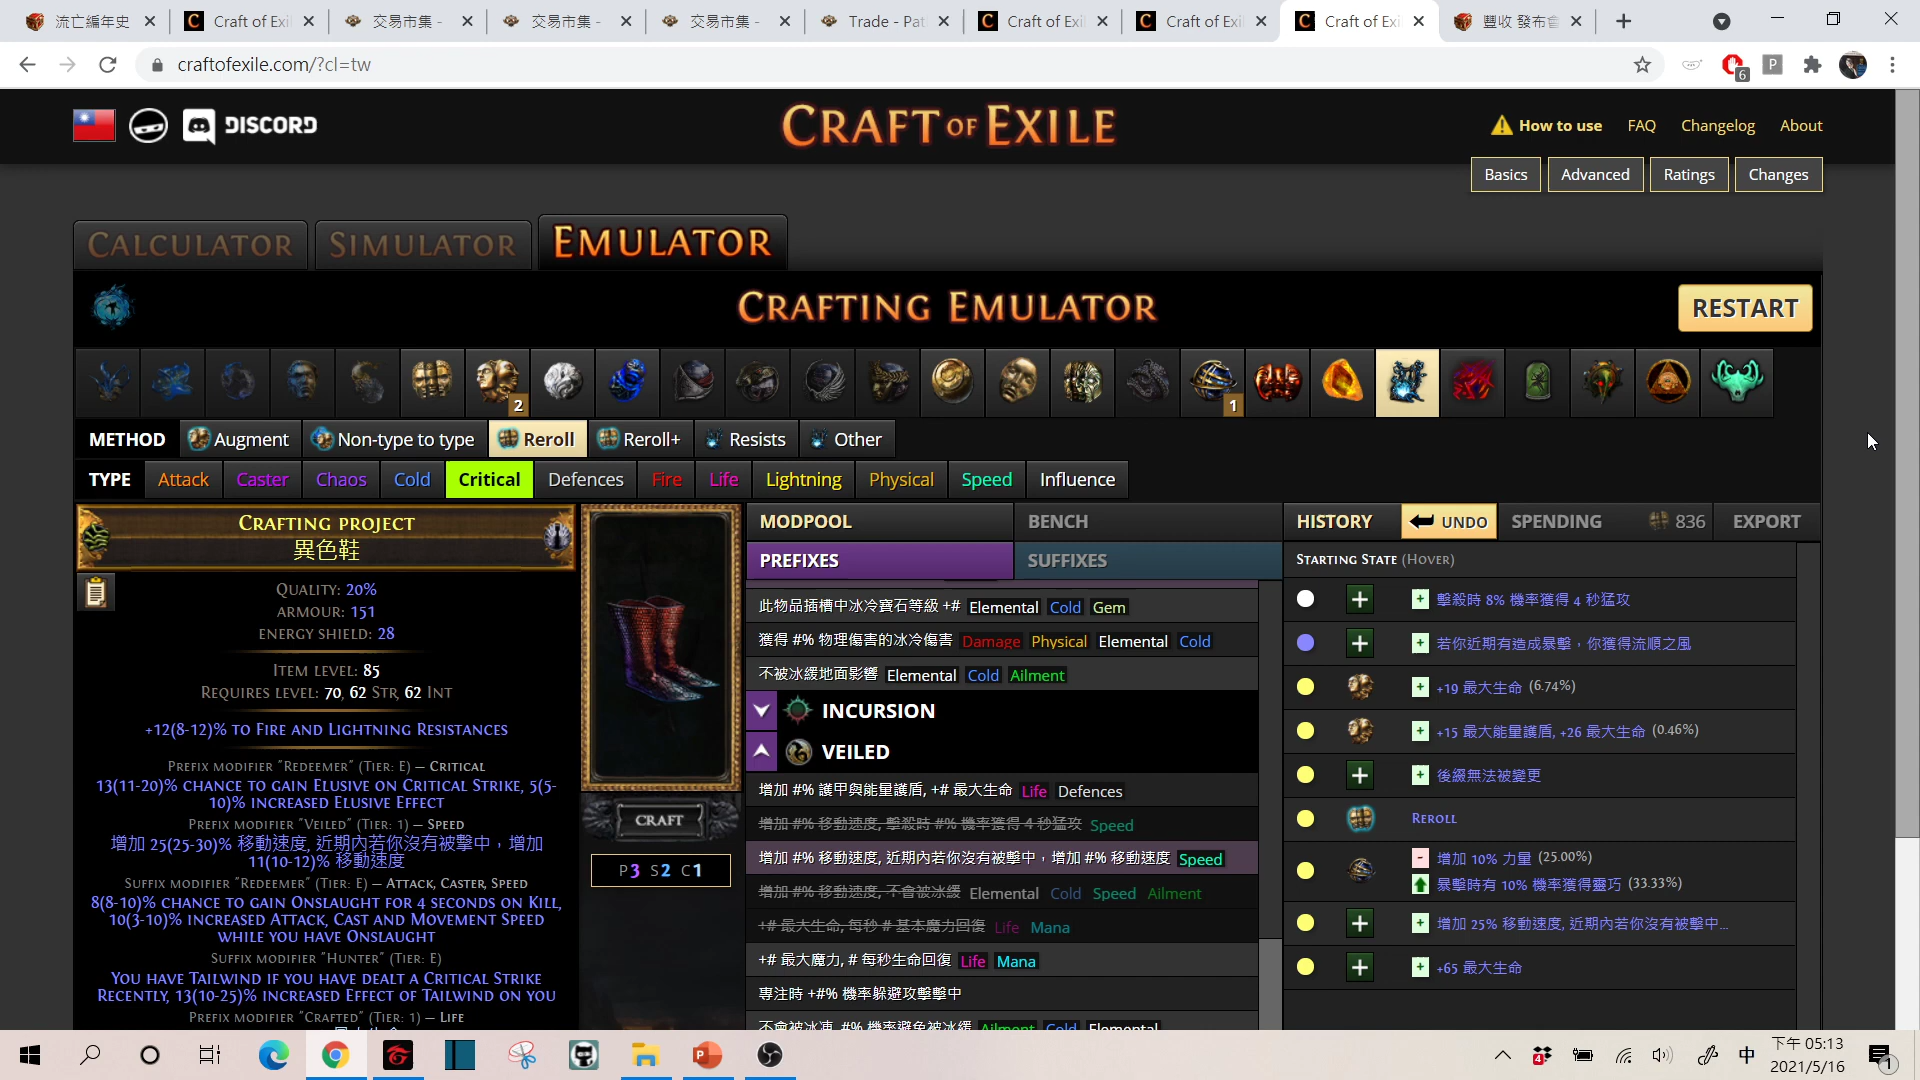 流亡編年史
Craft of Exi
交易市集 -
交易市集 -
交易市集 -
Trade - Pat
Craft of Exi
Craft of Exi
Craft of Exi
豐收 發布會
craftofexile.com/?cl=tw
6
P
DISCORD
CRAFT OF EXILE
How to use
FAQ
Changelog
About
Basics
Advanced
Ratings
Changes
CALCULATOR
SIMULATOR
EMULATOR
CRAFTING EMULATOR
RESTART
2
1
METHOD
Augment
Non-type to type
Reroll
Reroll+
Resists
Other
TYPE
Attack
Caster
Chaos
Cold
Critical
Defences
Fire
Life
Lightning
Physical
Speed
Influence
CRAFTING PROJECT
異色鞋
QUALITY: 20%
ARMOUR: 151
ENERGY SHIELD: 28
ITEM LEVEL: 85
REQUIRES LEVEL: 70, 62 STR, 62 INT
+12(8-12)% TO FIRE AND LIGHTNING RESISTANCES
PREFIX MODIFIER "REDEEMER" (TIER: E) — CRITICAL
13(11-20)% CHANCE TO GAIN ELUSIVE ON CRITICAL STRIKE, 5(5-
10)% INCREASED ELUSIVE EFFECT
PREFIX MODIFIER "VEILED" (TIER: 1) — SPEED
增加 25(25-30)% 移動速度, 近期內若你沒有被擊中，增加
11(10-12)% 移動速度
SUFFIX MODIFIER "REDEEMER" (TIER: E) — ATTACK, CASTER, SPEED
8(8-10)% CHANCE TO GAIN ONSLAUGHT FOR 4 SECONDS ON KILL,
10(3-10)% INCREASED ATTACK, CAST AND MOVEMENT SPEED
WHILE YOU HAVE ONSLAUGHT
SUFFIX MODIFIER "HUNTER" (TIER: E)
YOU HAVE TAILWIND IF YOU HAVE DEALT A CRITICAL STRIKE
RECENTLY, 13(10-25)% INCREASED EFFECT OF TAILWIND ON YOU
PREFIX MODIFIER "CRAFTED" (TIER: 1) — LIFE
CRAFT
P3 S2 C1
MODPOOL
BENCH
PREFIXES
SUFFIXES
此物品插槽中冰冷寶石等級 +# Elemental Cold Gem
獲得 #% 物理傷害的冰冷傷害 Damage Physical Elemental Cold
不被冰緩地面影響 Elemental Cold Ailment
INCURSION
VEILED
增加 #% 護甲與能量護盾, +# 最大生命 Life Defences
增加 #% 移動速度, 擊殺時 #% 機率獲得 4 秒猛攻 Speed
增加 #% 移動速度, 近期內若你沒有被擊中，增加 #% 移動速度 Speed
增加 #% 移動速度, 不會被冰緩 Elemental Cold Speed Ailment
+# 最大生命, 每秒 # 基本魔力回復 Life Mana
+# 最大魔力, # 每秒生命回復 Life Mana
專注時 +#% 機率躲避攻擊擊中
不會被冰凍, #% 機率避免被冰緩 Ailment Cold Elemental
HISTORY
UNDO
SPENDING
836
EXPORT
STARTING STATE (HOVER)
擊殺時 8% 機率獲得 4 秒猛攻
若你近期有造成暴擊，你獲得流順之風
+19 最大生命 (6.74%)
+15 最大能量護盾, +26 最大生命 (0.46%)
後綴無法被變更
REROLL
增加 10% 力量 (25.00%)
暴擊時有 10% 機率獲得靈巧 (33.33%)
增加 25% 移動速度, 近期內若你沒有被擊中...
+65 最大生命
4
中
下午 05:13
2021/5/16
1